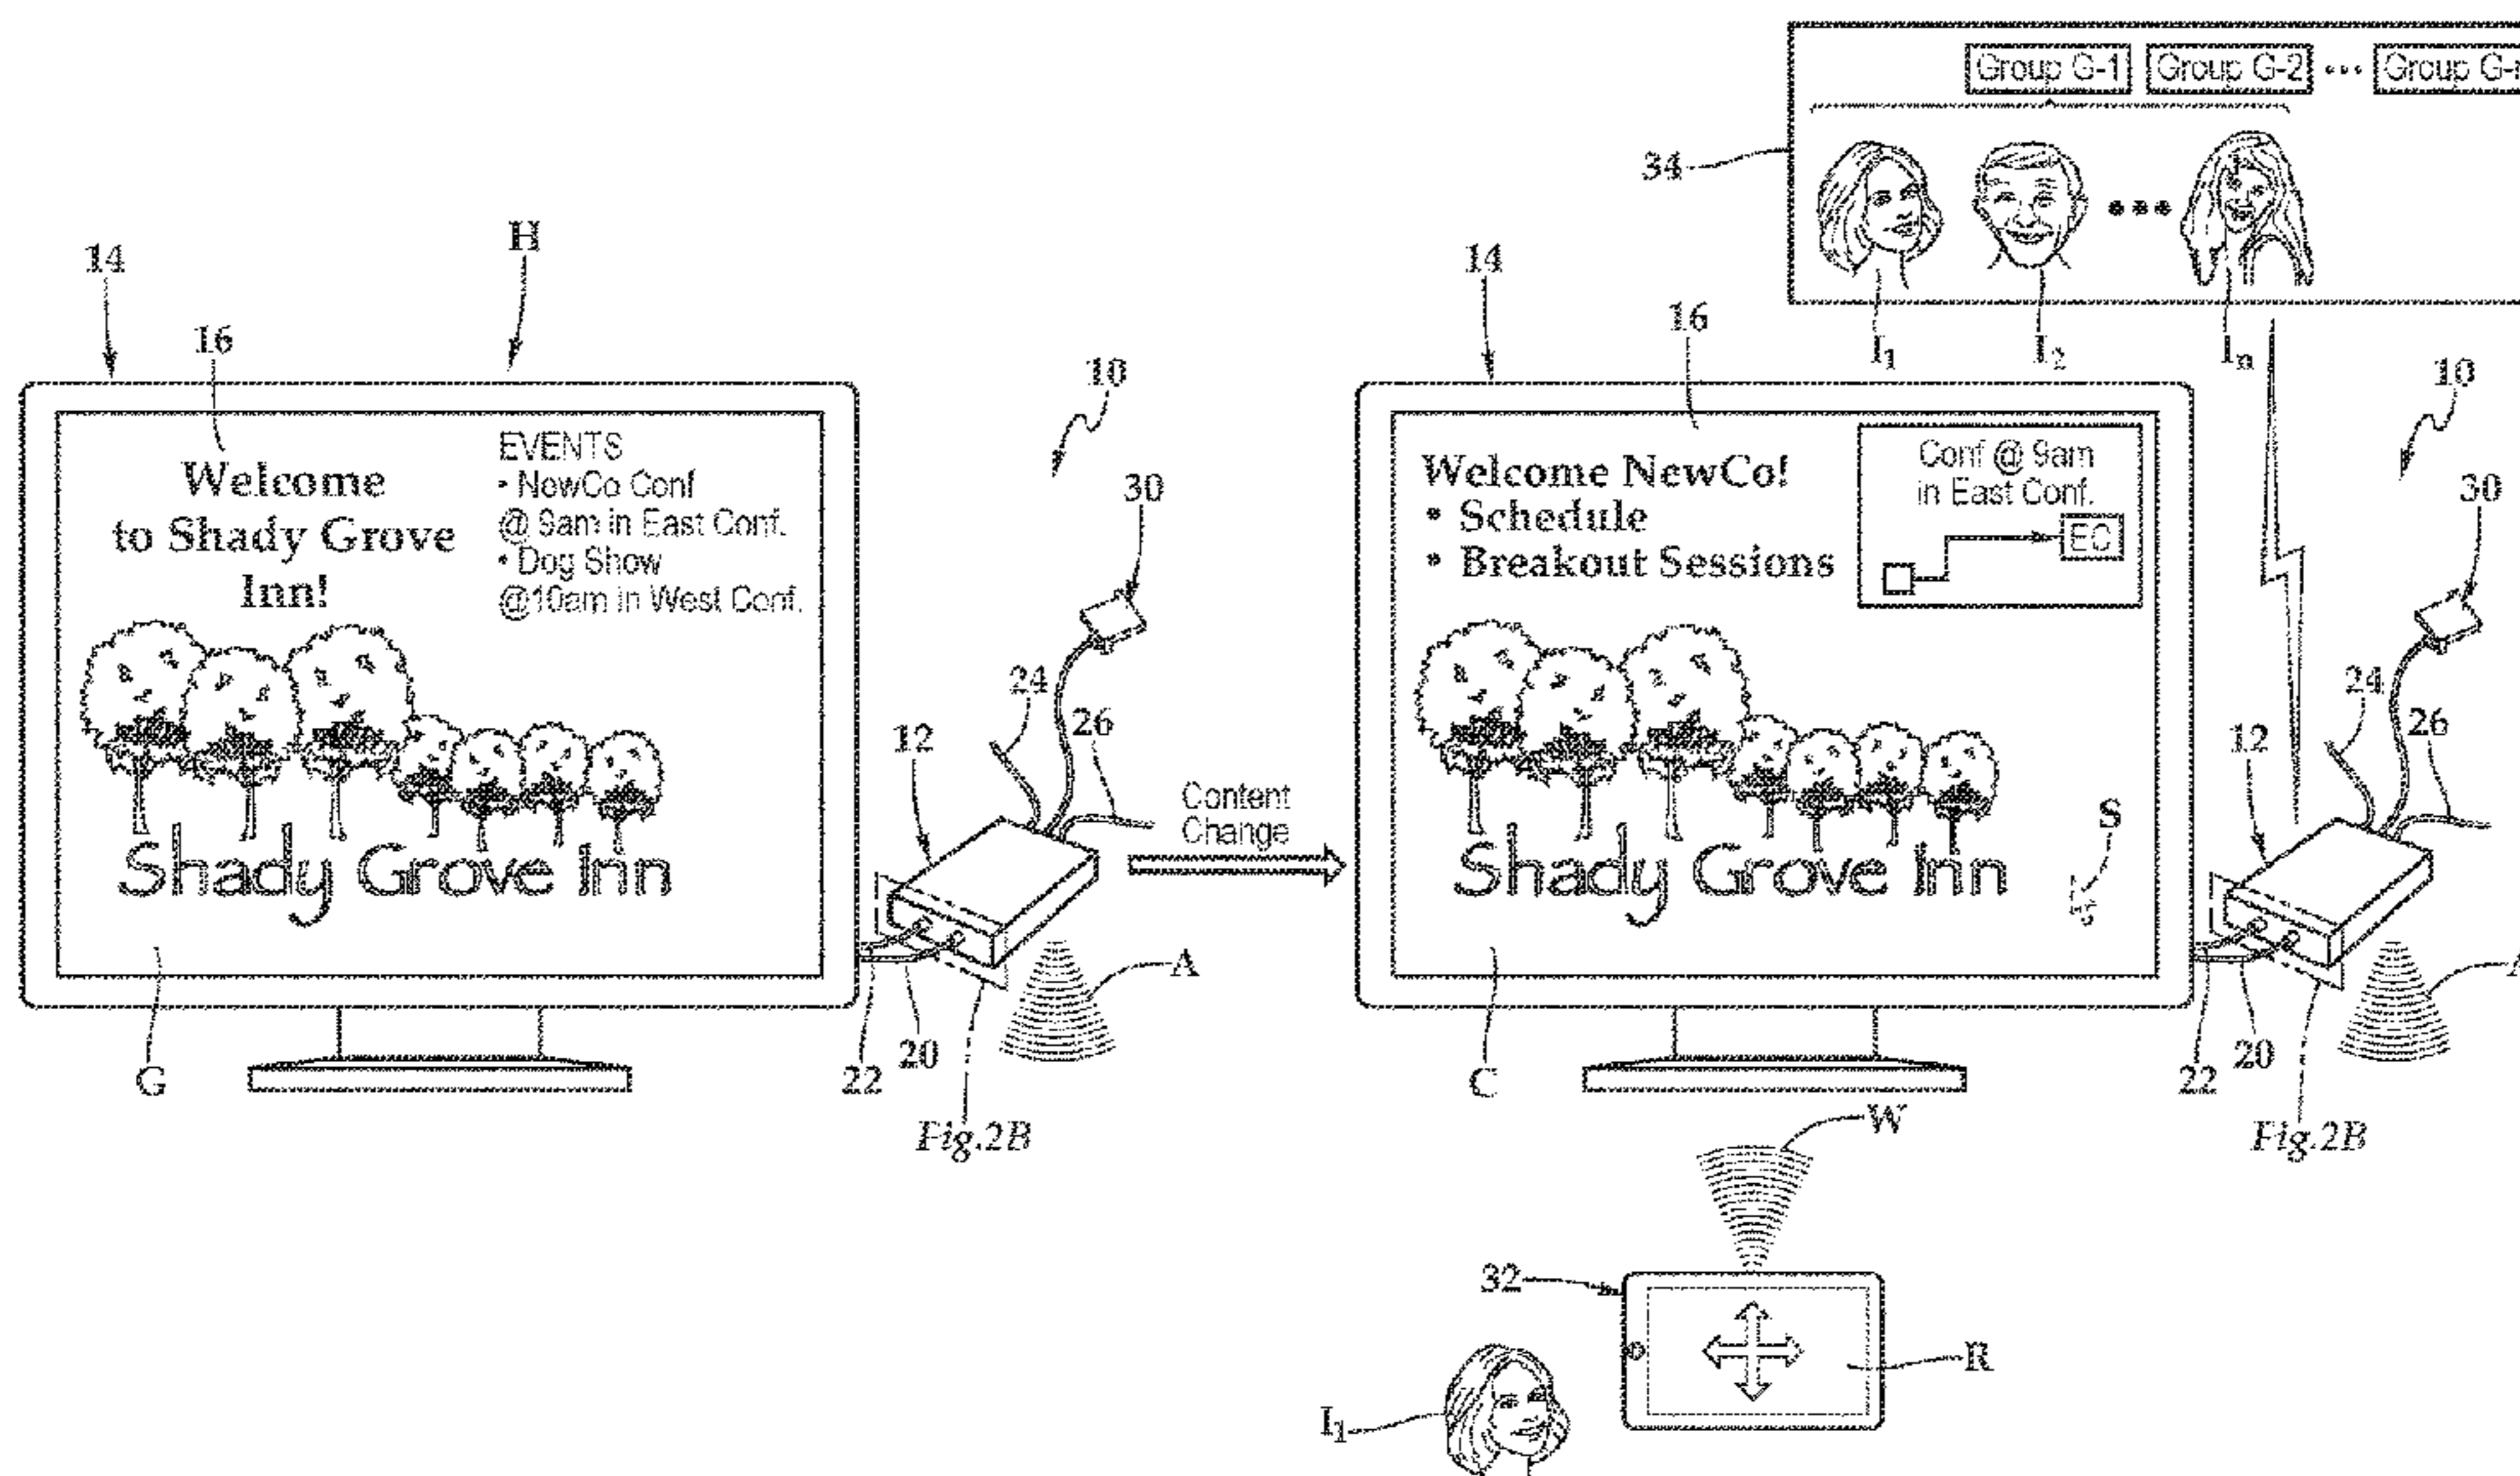 Group G-1 Group G-2 ••• Group G-
34
I1 I2 In
H
14
16
10
30
Welcome
to Shady Grove
Inn!
EVENTS
• NewCo Conf
@ 9am in East Conf.
• Dog Show
@10am in West Conf.
24
26
12
Shady Grove Inn
A
G
22
20
Fig.2B
Content
Change
14
16
10
30
Welcome NewCo!
• Schedule
• Breakout Sessions
Conf @ 9am
in East Conf.
EC
24
26
12
S
Shady Grove Inn
C
22
20
Fig.2B
W
32
R
I1